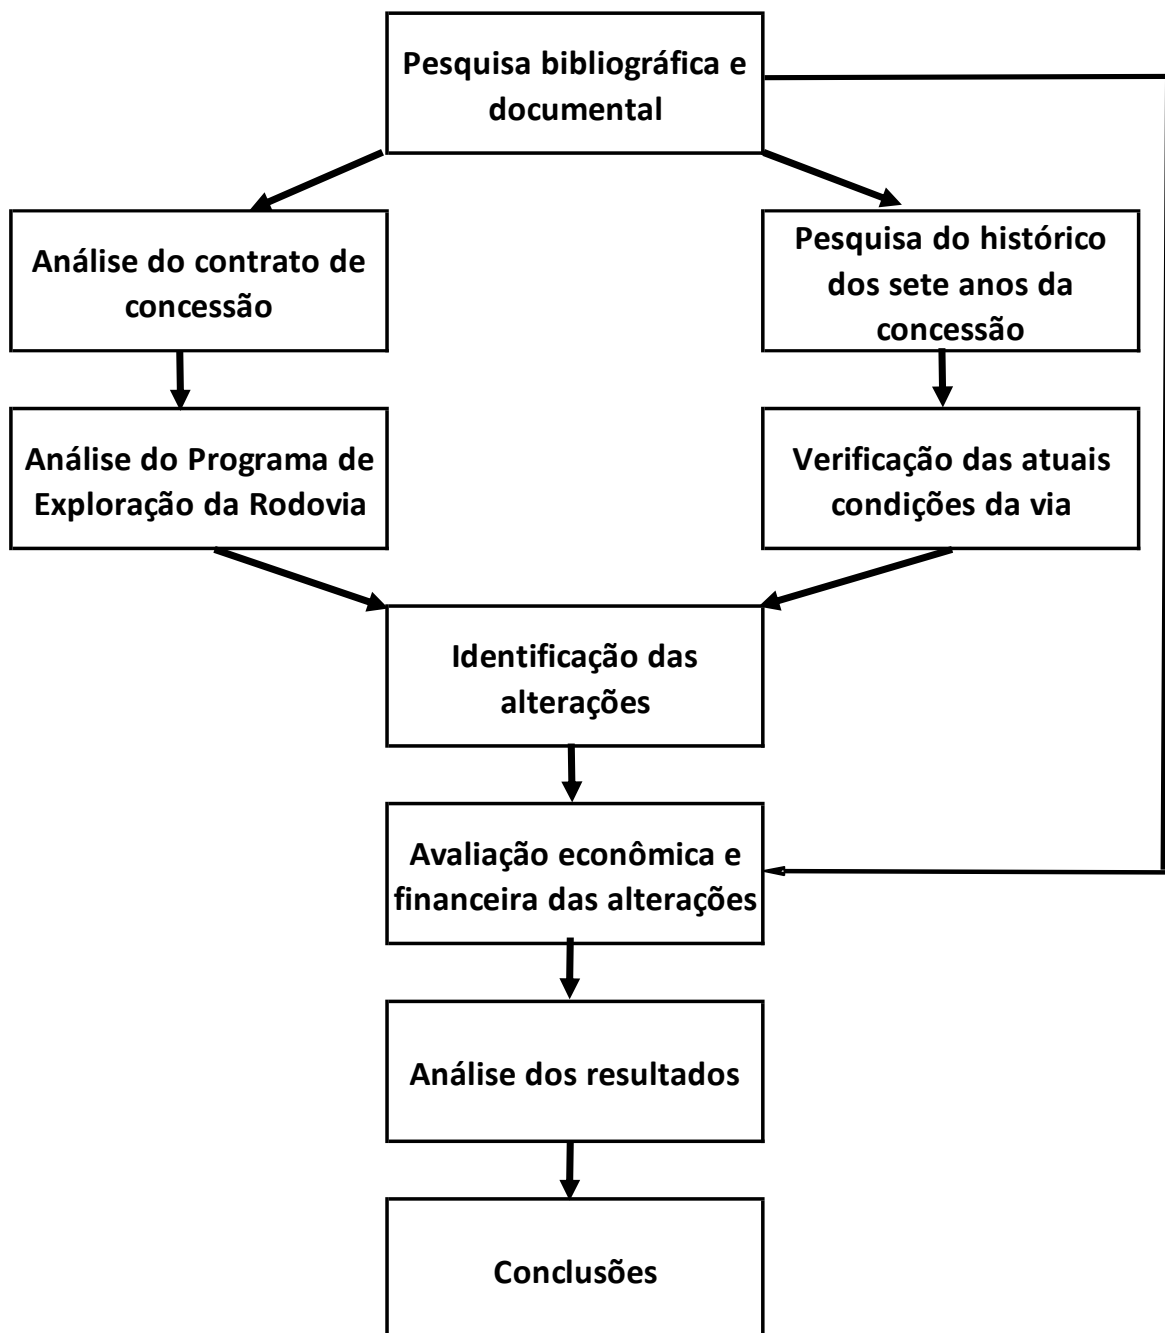 Pesquisa bibliográfica e
documental
Análise do contrato de
concessão
Pesquisa do histórico
dos sete anos da
concessão
Análise do Programa de
Exploração da Rodovia
Verificação das atuais
condições da via
Identificação das
alterações
Avaliação econômica e
financeira das alterações
Análise dos resultados
Conclusões